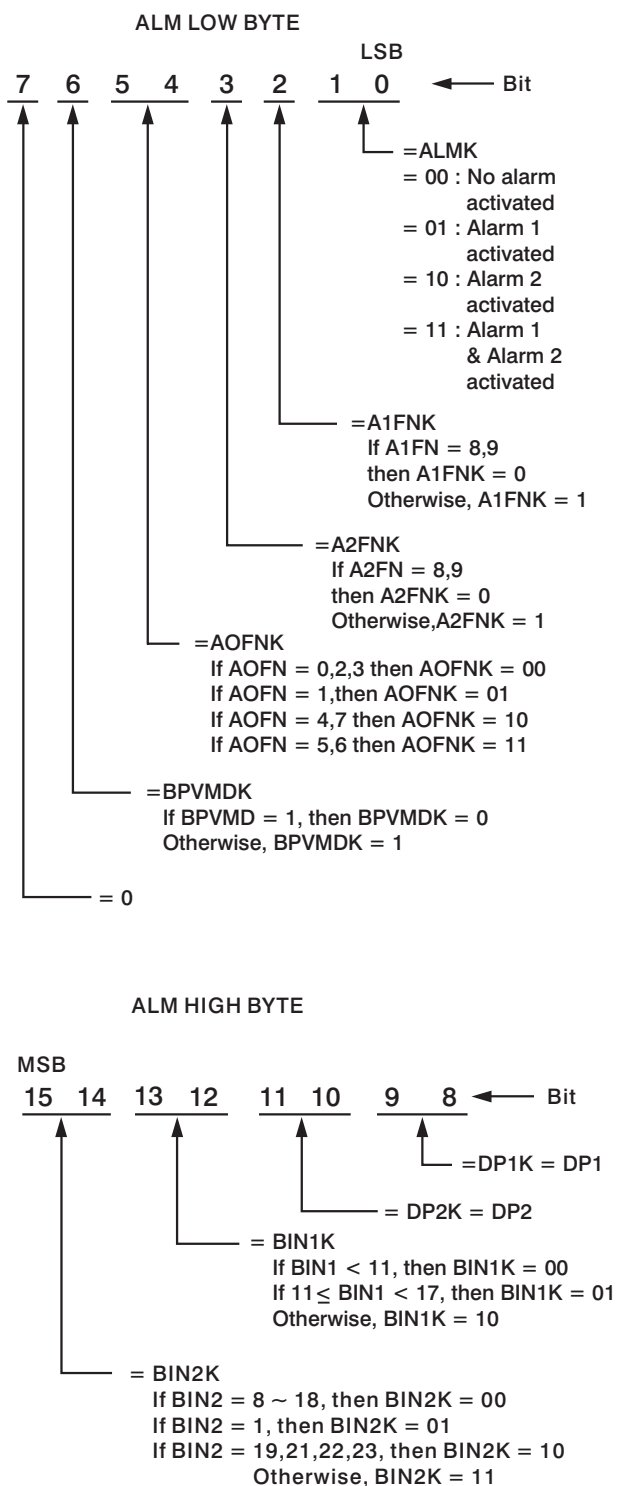 ALM LOW BYTE
LSB
7 6 5 4 3 2 1 0 Bit
=ALMK
= 00 : No alarm
activated
= 01 : Alarm 1
activated
= 10 : Alarm 2
activated
= 11 : Alarm 1
& Alarm 2
activated
=A1FNK
If A1FN = 8,9
then A1FNK = 0
Otherwise, A1FNK = 1
=A2FNK
If A2FN = 8,9
then A2FNK = 0
Otherwise,A2FNK = 1
=AOFNK
If AOFN = 0,2,3 then AOFNK = 00
If AOFN = 1,then AOFNK = 01
If AOFN = 4,7 then AOFNK = 10
If AOFN = 5,6 then AOFNK = 11
=BPVMDK
If BPVMD = 1, then BPVMDK = 0
Otherwise, BPVMDK = 1
= 0
ALM HIGH BYTE
MSB
15 14 13 12 11 10 9 8 Bit
=DP1K = DP1
= DP2K = DP2
= BIN1K
If BIN1 < 11, then BIN1K = 00
If 11≤ BIN1 < 17, then BIN1K = 01
Otherwise, BIN1K = 10
= BIN2K
If BIN2 = 8 ~ 18, then BIN2K = 00
If BIN2 = 1, then BIN2K = 01
If BIN2 = 19,21,22,23, then BIN2K = 10
Otherwise, BIN2K = 11